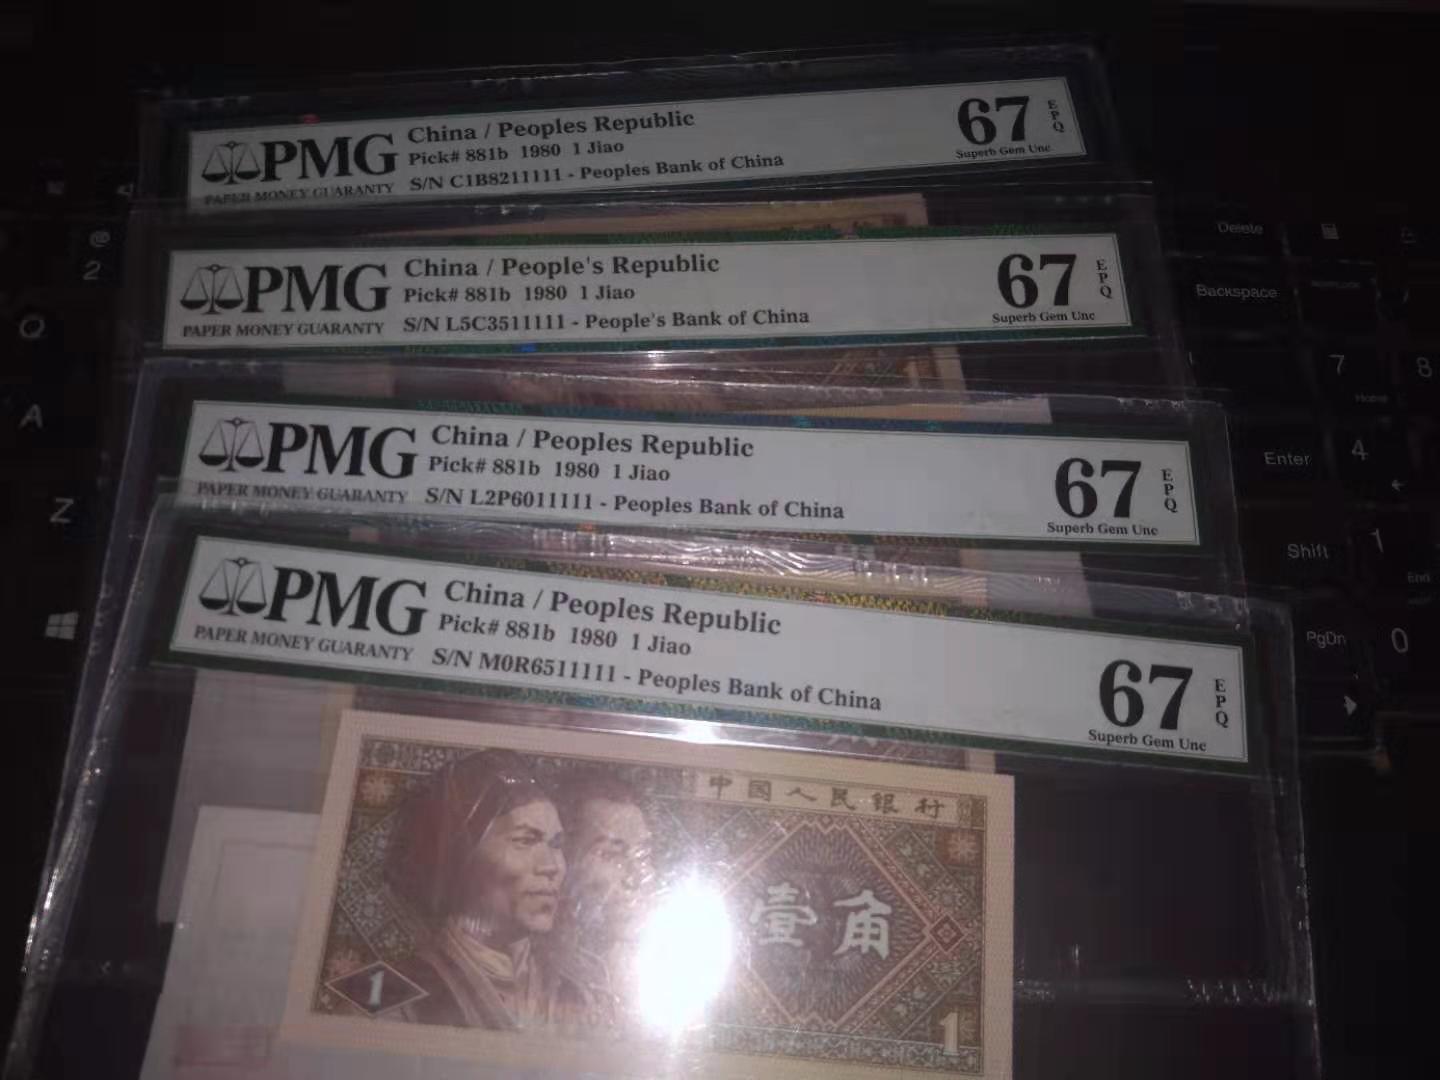 PMG
PAPER MONEY GUARANTY
China / Peoples Republic
Pick# 881b 1980 1 Jiao
S/N C1B8211111 - Peoples Bank of China
67
EPQ
Superb Gem Unc
PMG
PAPER MONEY GUARANTY
China / People's Republic
Pick# 881b 1980 1 Jiao
S/N L5C3511111 - People's Bank of China
67
EPQ
Superb Gem Unc
PMG
PAPER MONEY GUARANTY
China / Peoples Republic
Pick# 881b 1980 1 Jiao
S/N L2P6011111 - Peoples Bank of China
67
EPQ
Superb Gem Unc
PMG
PAPER MONEY GUARANTY
China / Peoples Republic
Pick# 881b 1980 1 Jiao
S/N M0R6511111 - Peoples Bank of China
67
EPQ
Superb Gem Unc
中国人民银行
壹角
1
1
@
2
Q
A
Z
Delete
Backspace
7
Home
8
Enter
4
Shift
1
End
PgDn
0